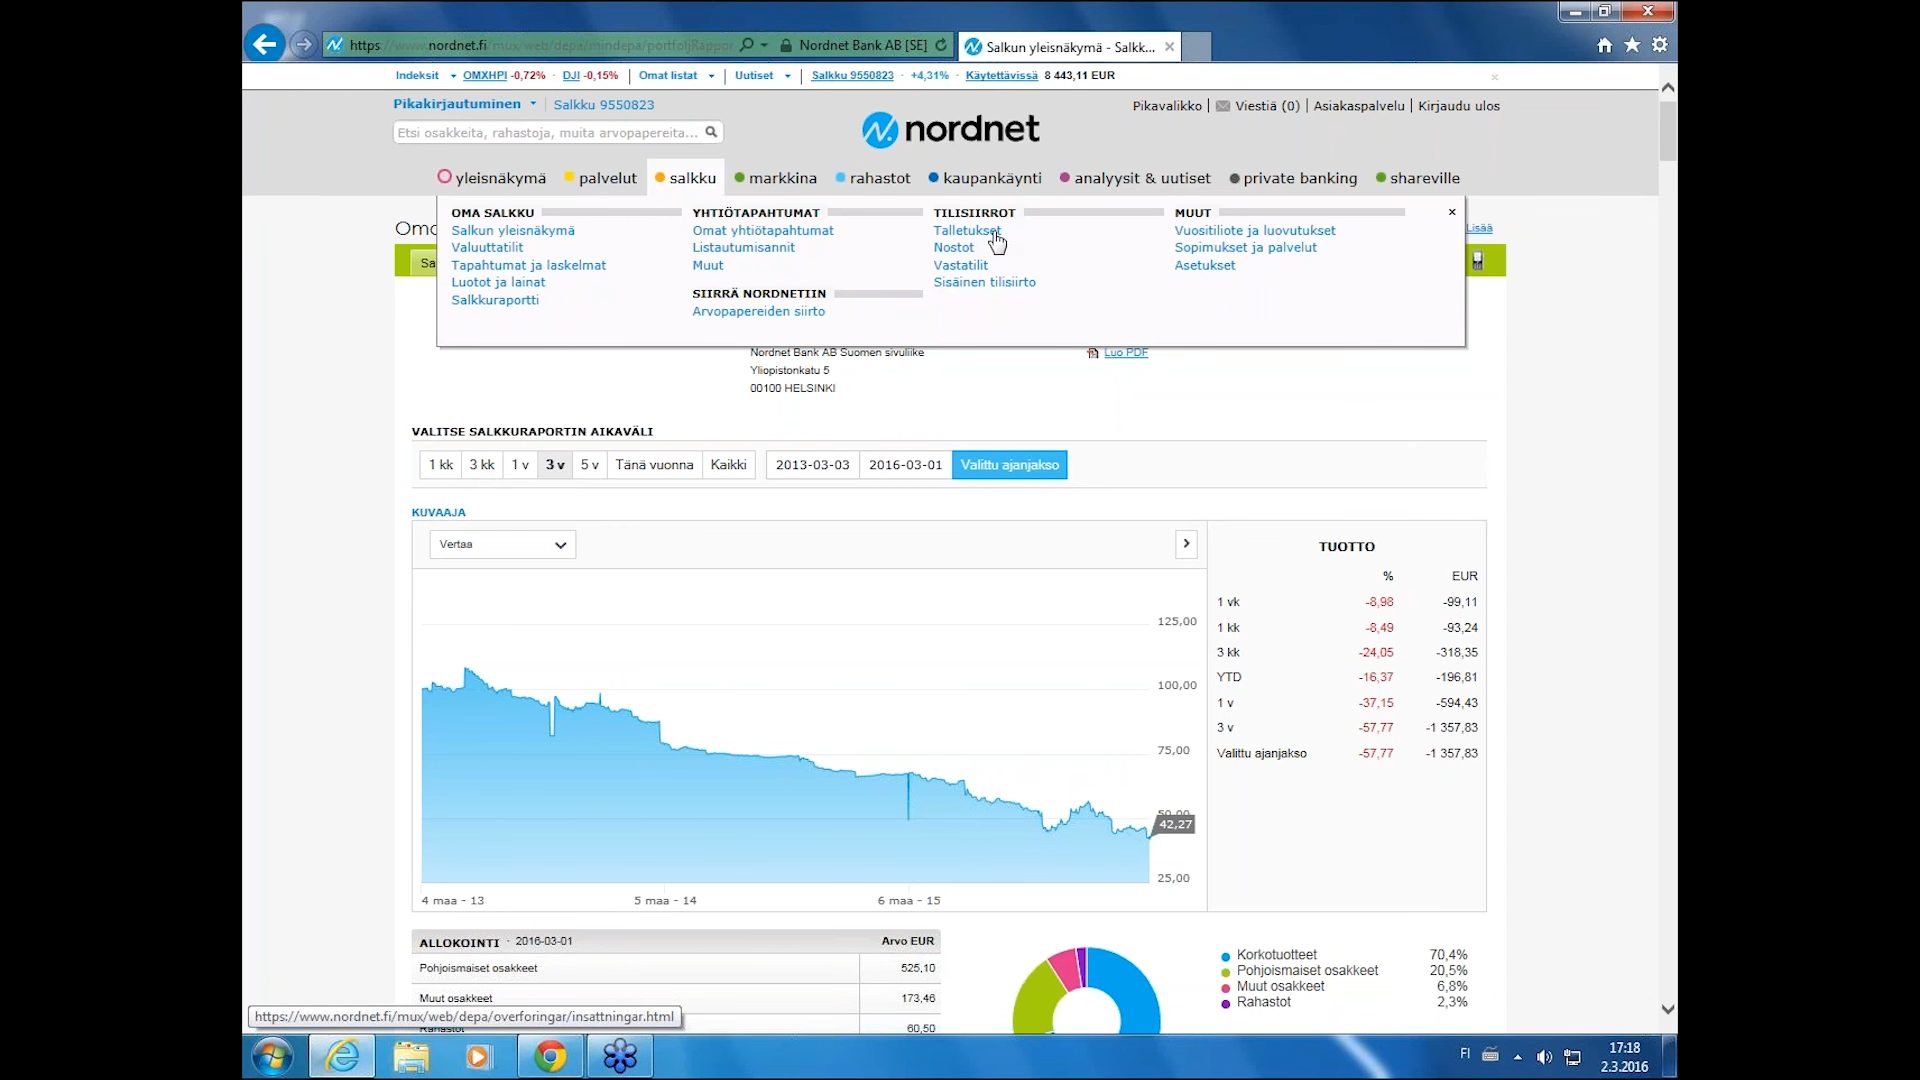 https://www.nordnet.fi/mux/web/depa/mindepa/portfoljRappor
Nordnet Bank AB [SE]
Salkun yleisnäkymä - Salkk...
Indeksit OMXHPI -0,72% · DJI -0,15% Omat listat Uutiset Salkku 9550823 · +4,31% · Käytettävissä 8 443,11 EUR
Pikakirjautuminen Salkku 9550823
Pikavalikko | Viestiä (0) | Asiakaspalvelu | Kirjaudu ulos
Etsi osakkeita, rahastoja, muita arvopapereita...
nordnet
yleisnäkymä palvelut salkku markkina rahastot kaupankäynti analyysit & uutiset private banking shareville
OMA SALKKU
Salkun yleisnäkymä
Valuuttatilit
Tapahtumat ja laskelmat
Luotot ja lainat
Salkkuraportti
YHTIÖTAPAHTUMAT
Omat yhtiötapahtumat
Listautumisannit
Muut
SIIRRÄ NORDNETIIN
Arvopapereiden siirto
TILISIIRROT
Talletukset
Nostot
Vastatilit
Sisäinen tilisiirto
MUUT
Vuositiliote ja luovutukset
Sopimukset ja palvelut
Asetukset
Omo
Lisää
Sa
Nordnet Bank AB Suomen sivuliike
Yliopistonkatu 5
00100 HELSINKI
Luo PDF
VALITSE SALKKURAPORTIN AIKAVÄLI
1 kk 3 kk 1 v 3 v 5 v Tänä vuonna Kaikki 2013-03-03 2016-03-01 Valittu ajanjakso
KUVAAJA
Vertaa
125,00
100,00
75,00
50,00
42,27
25,00
4 maa - 13 5 maa - 14 6 maa - 15
TUOTTO
% EUR
1 vk -8,98 -99,11
1 kk -8,49 -93,24
3 kk -24,05 -318,35
YTD -16,37 -196,81
1 v -37,15 -594,43
3 v -57,77 -1 357,83
Valittu ajanjakso -57,77 -1 357,83
ALLOKOINTI · 2016-03-01 Arvo EUR
Pohjoismaiset osakkeet 525,10
Muut osakkeet 173,46
Rahastot 60,50
Korkotuotteet 70,4%
Pohjoismaiset osakkeet 20,5%
Muut osakkeet 6,8%
Rahastot 2,3%
https://www.nordnet.fi/mux/web/depa/overforingar/insattningar.html
FI
17:18
2.3.2016